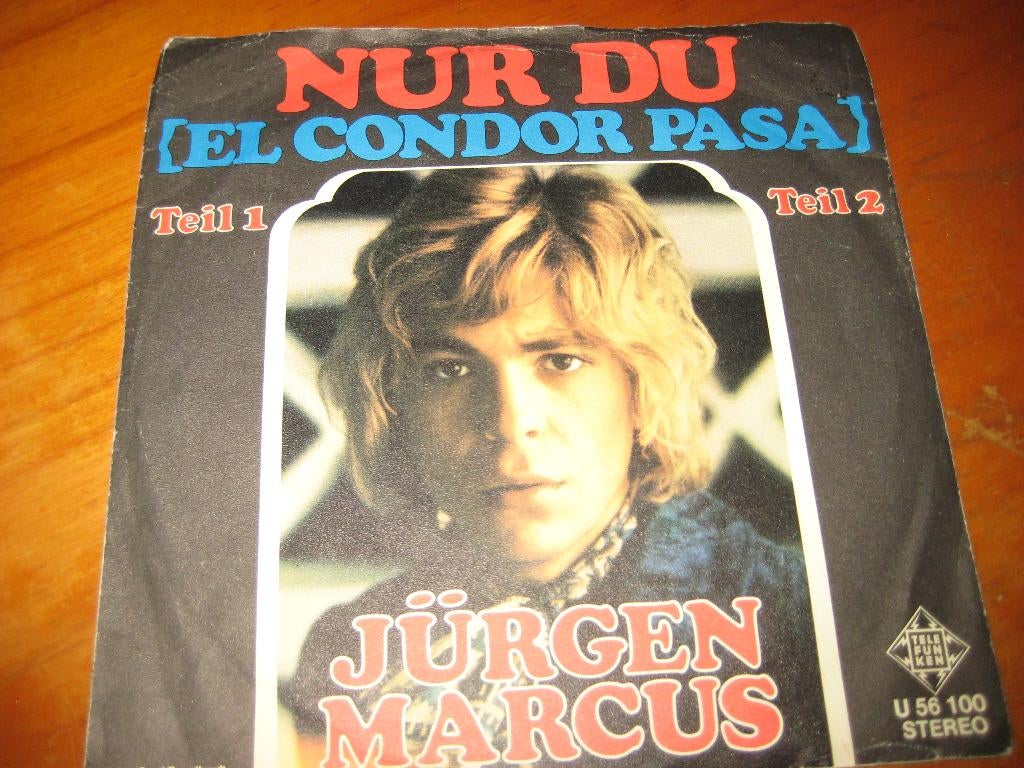 NUR DU
[EL CONDOR PASA]
Teil 1
Teil 2
JÜRGEN
MARCUS
TELE
FUN
KEN
U 56 100
STEREO